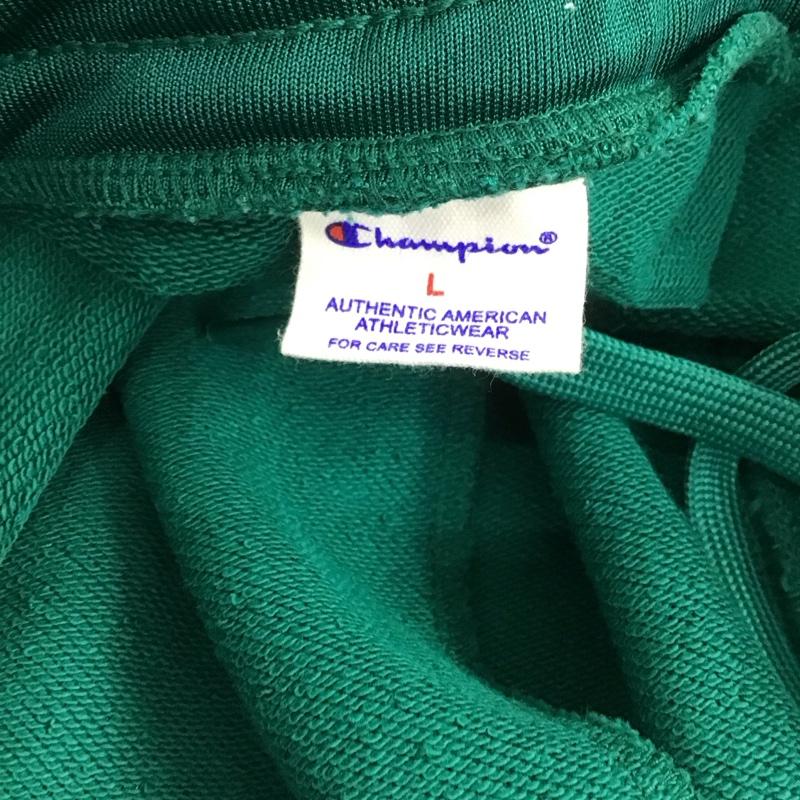 Champion®
L
AUTHENTIC AMERICAN
ATHLETICWEAR
FOR CARE SEE REVERSE